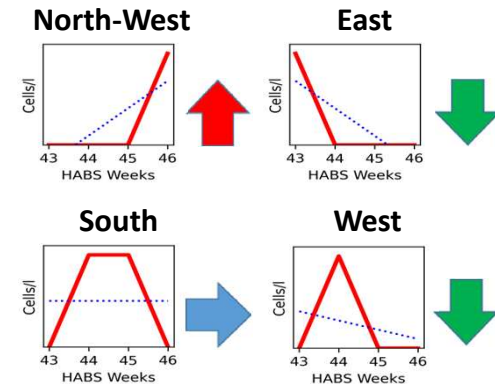 North-West
Cells/l
43 44 45 46
HABS Weeks
East
Cells/l
43 44 45 46
HABS Weeks
South
Cells/l
43 44 45 46
HABS Weeks
West
Cells/l
43 44 45 46
HABS Weeks